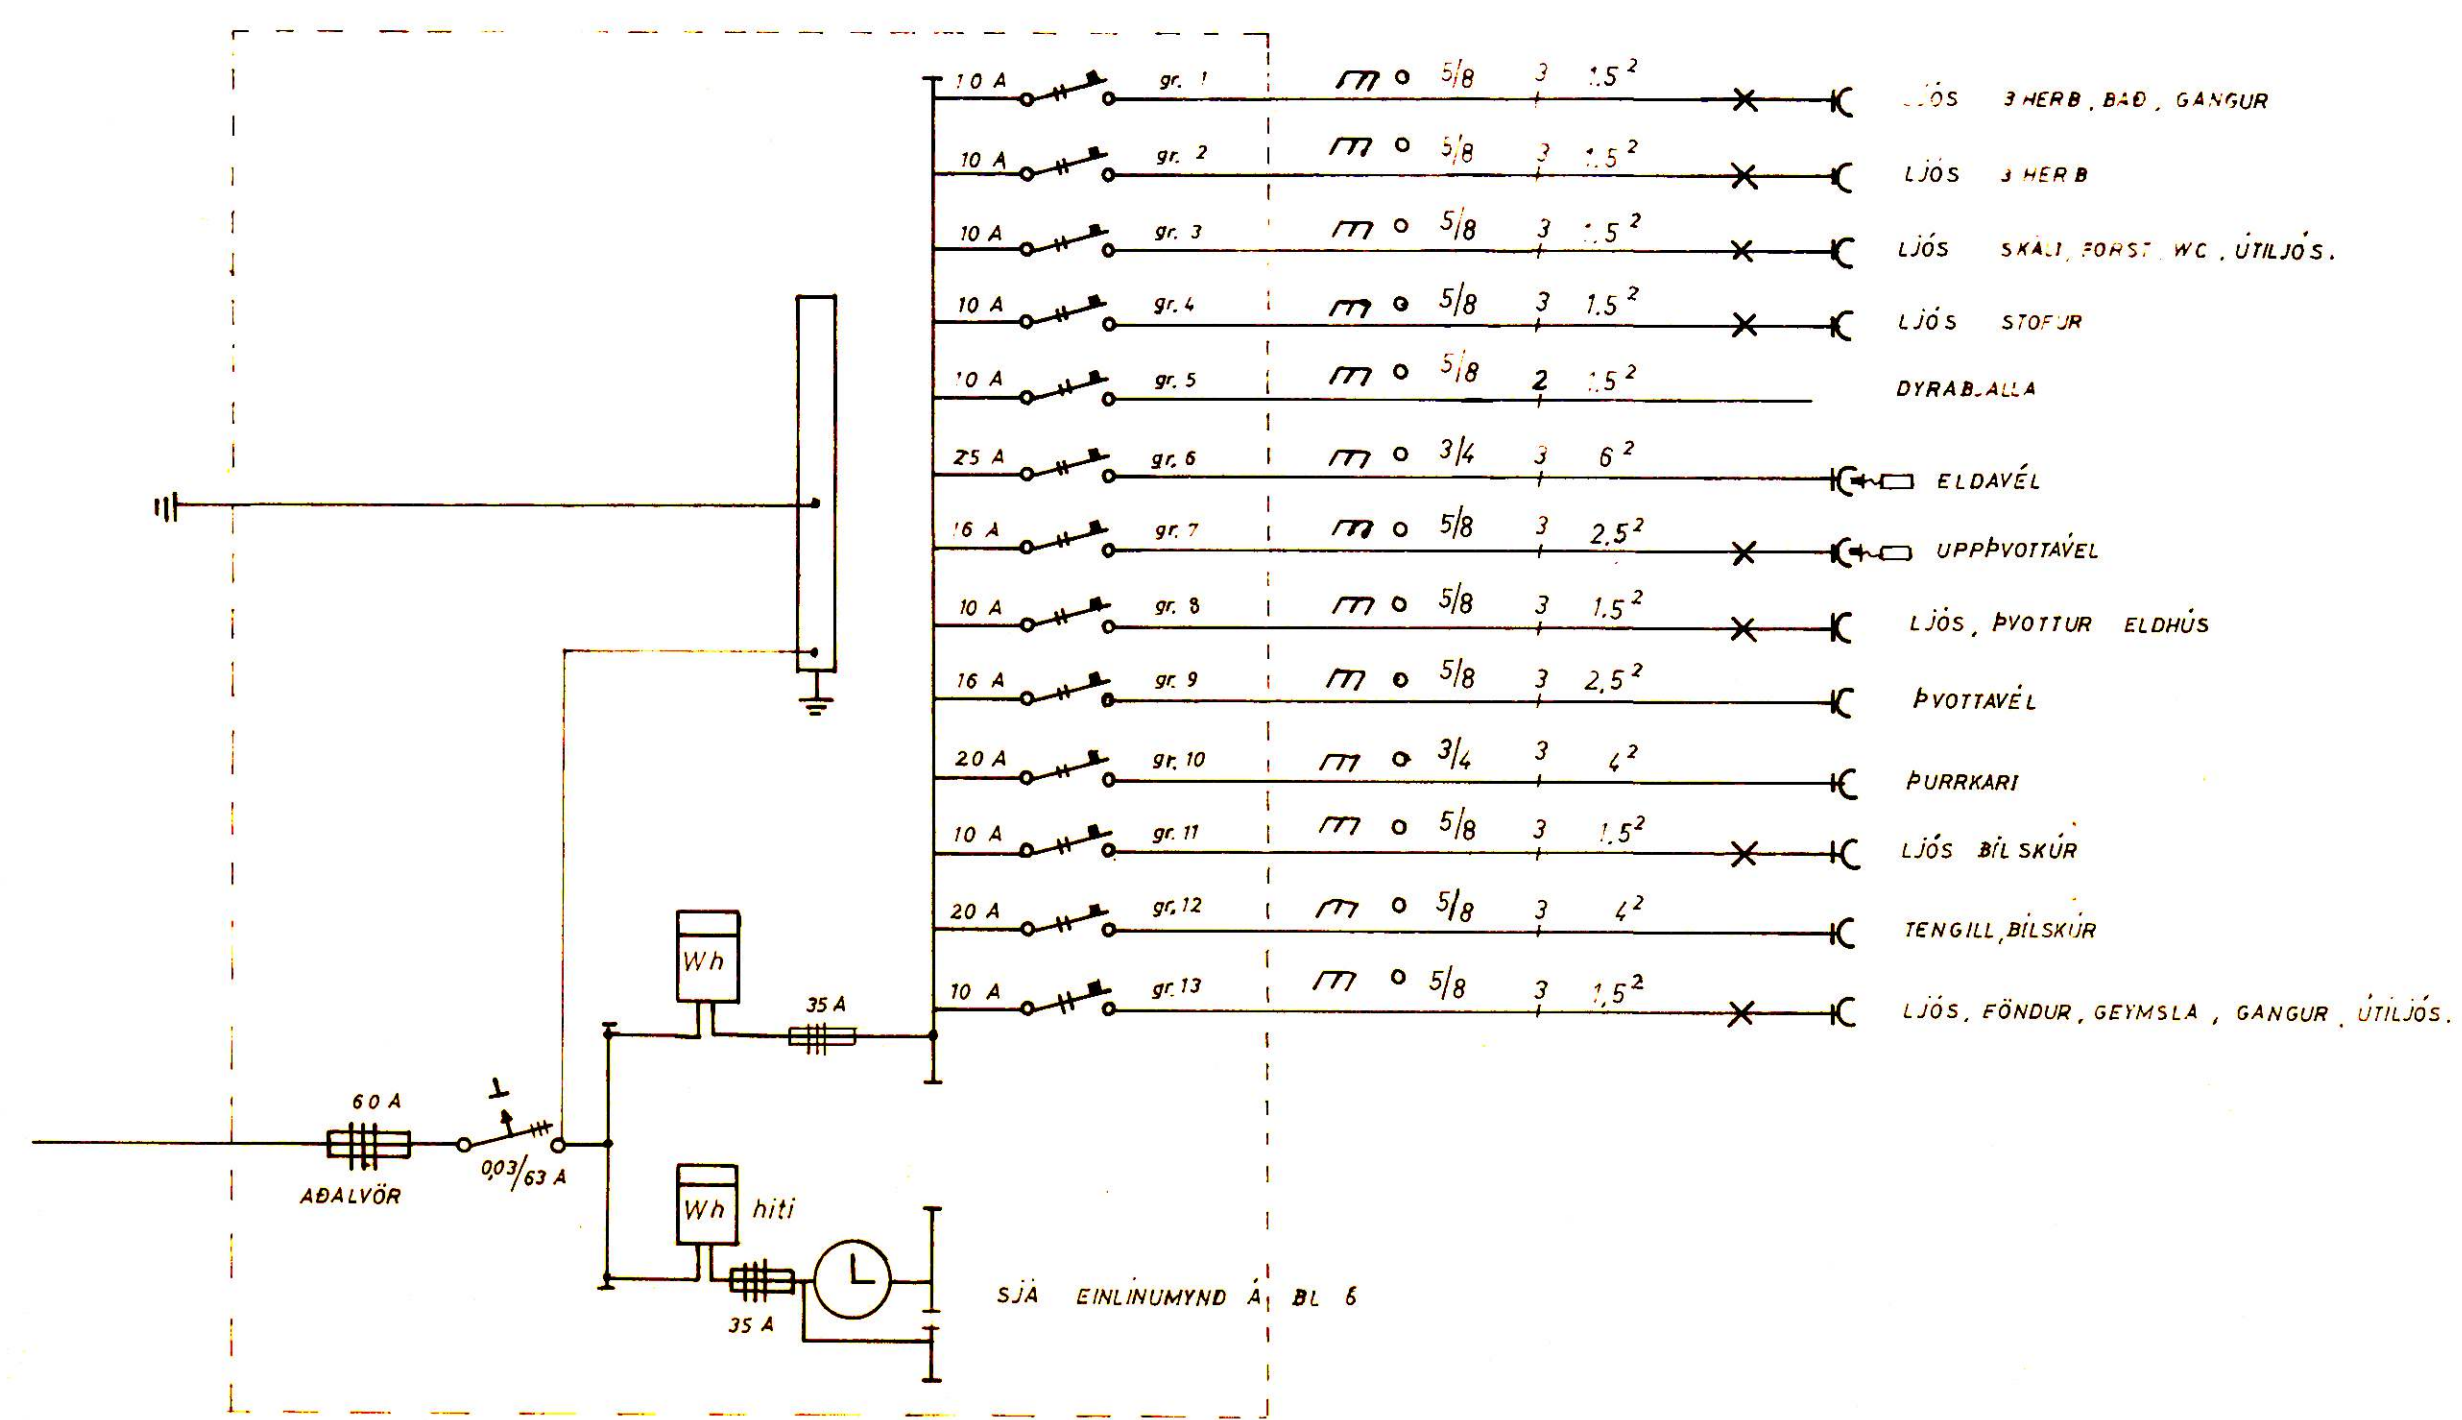 10 A gr. 1 5/8 3 1.5² LJÓS 3 HERB, BAÐ, GANGUR
10 A gr. 2 5/8 3 1.5² LJÓS 3 HERB
10 A gr. 3 5/8 3 1.5² LJÓS SKÁLI, FORST. WC, ÚTILJÓS.
10 A gr. 4 5/8 3 1.5² LJÓS STOFUR
10 A gr. 5 5/8 2 1.5² DYRABJALLA
25 A gr. 6 3/4 3 6² ELDAVÉL
16 A gr. 7 5/8 3 2.5² UPPÞVOTTAVÉL
10 A gr. 8 5/8 3 1.5² LJÓS, ÞVOTTUR ELDHÚS
16 A gr. 9 5/8 3 2,5² ÞVOTTAVÉL
20 A gr. 10 3/4 3 4² ÞURRKARI
10 A gr. 11 5/8 3 1,5² LJÓS BÍLSKÚR
20 A gr. 12 5/8 3 4² TENGILL, BÍLSKÚR
10 A gr. 13 5/8 3 1,5² LJÓS, FÖNDUR, GEYMSLA, GANGUR, ÚTILJÓS.
Wh
35 A
60 A
0,03/63 A
AÐALVÖR
Wh hiti
35 A
SJÁ EINLÍNUMYND Á BL 6